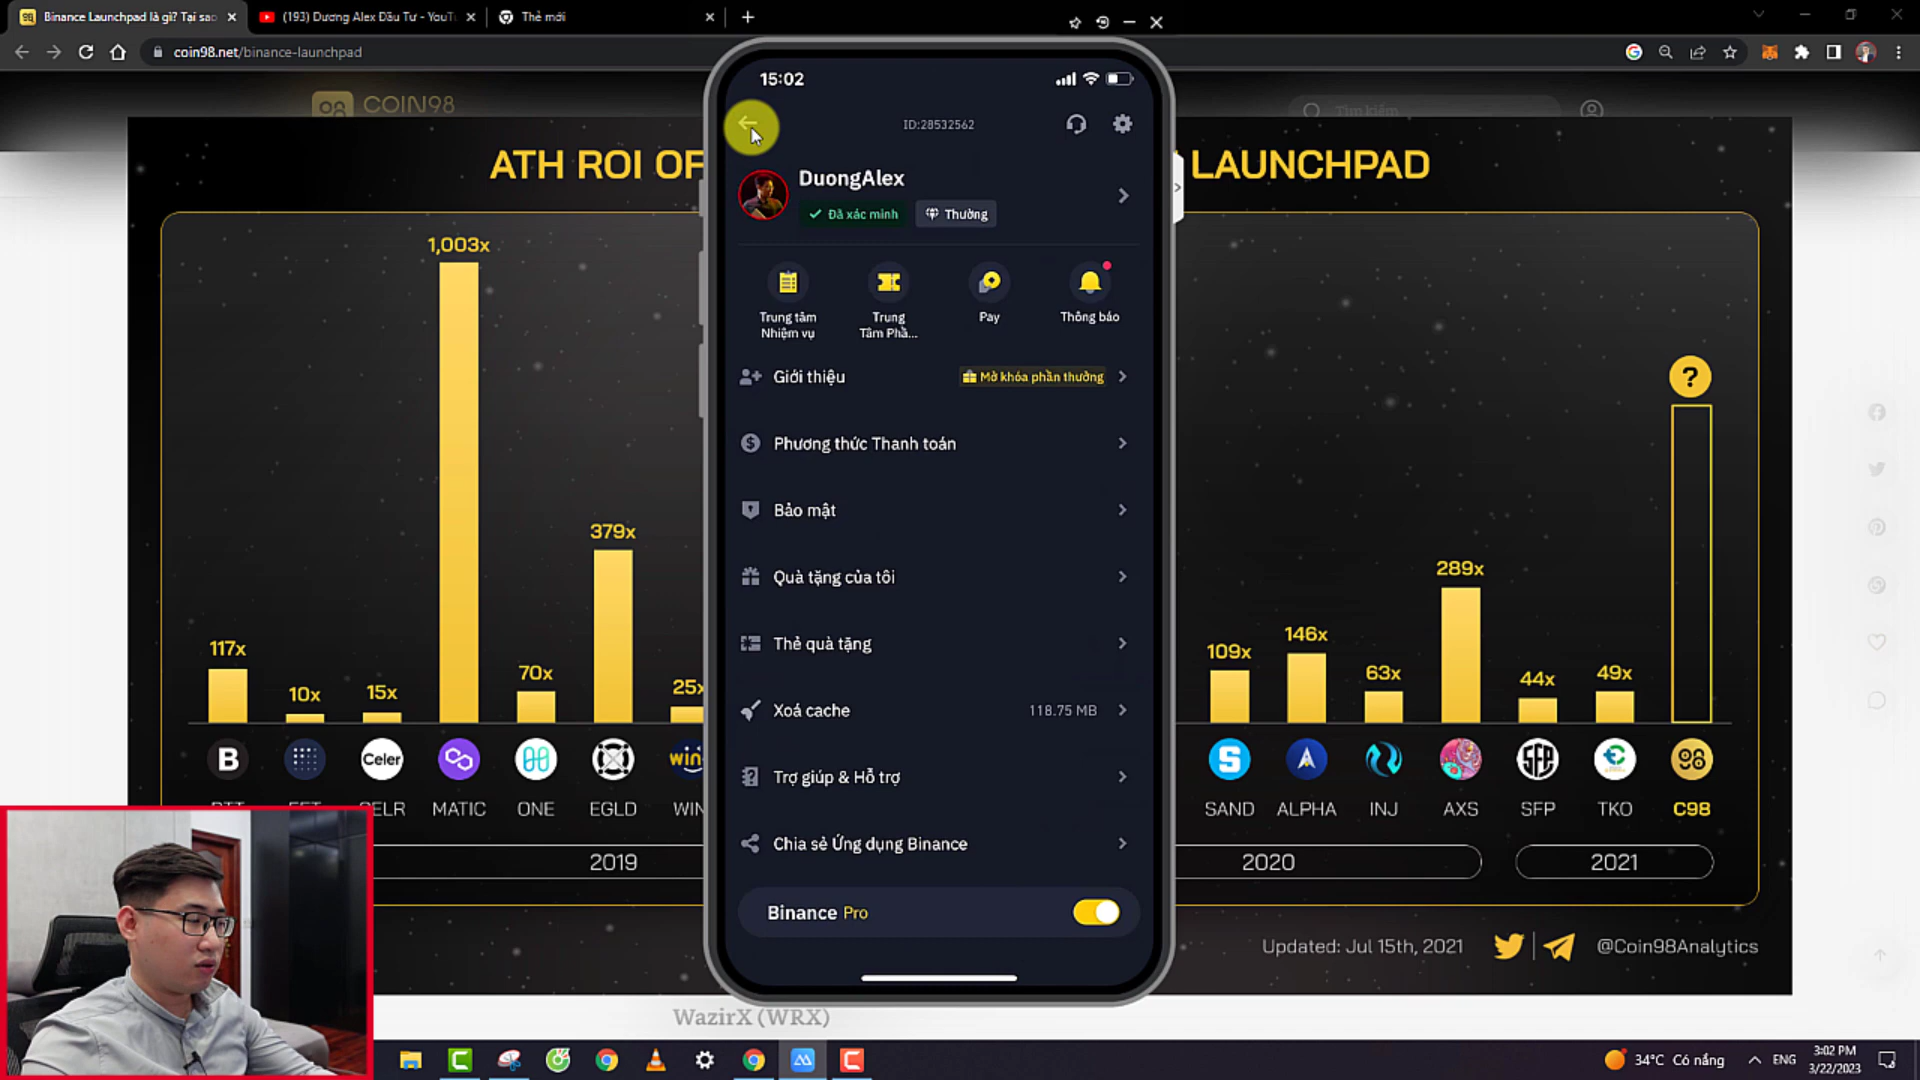 Binance Launchpad là gì? Tại sao
(193) Dương Alex Đầu Tư - YouTu
Thẻ mới
coin98.net/binance-launchpad
COIN98
Tìm kiếm
ATH ROI OF
LAUNCHPAD
15:02
ID:28532562
DuongAlex
Đã xác minh
Thường
Trung tâm
Nhiệm vụ
Trung
Tâm Phầ...
Pay
Thông báo
Giới thiệu
Mở khóa phần thưởng
Phương thức Thanh toán
Bảo mật
Quà tặng của tôi
Thẻ quà tặng
Xoá cache
118.75 MB
Trợ giúp & Hỗ trợ
Chia sẻ Ứng dụng Binance
Binance Pro
1,003x
117x
10x
15x
70x
379x
25x
109x
146x
63x
289x
44x
49x
?
B
Celer
win
SFP
98
MATIC
ONE
EGLD
WIN
SAND
ALPHA
INJ
AXS
SFP
TKO
C98
2019
2020
2021
Updated: Jul 15th, 2021
@Coin98Analytics
WazirX (WRX)
34°C Có nắng
ENG
3:02 PM
3/22/2023